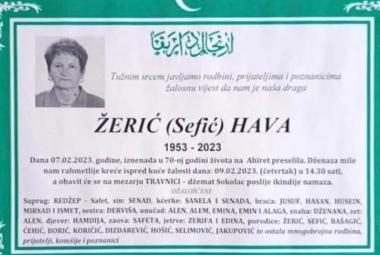 Tužnim srcem javljamo rodbini, prijateljima i poznanicima
žalosnu vijest da nam je naša draga
ŽERIĆ (Sefić) HAVA
1953 - 2023
Dana 07.02.2023. godine, iznenada u 70-oj godini života na Ahiret preselila. Dženaza mile
nam rahmetlije kreće ispred kuće žalosti dana 09.02.2023. (četvrtak) u 14.30 sati,
a obavit će se na mezarju TRAVNICI - džemat Sokolac poslije ikindije namaza.
OŽALOŠĆENI
Suprug: REDŽEP - Safet, sin: SENAD, kćerke: SANELA I SENADA, braća: JUSUF, HASAN, HUSEIN,
MIRSAD I ISMET, sestra: DERVIŠA, unučad: ALEN, ALEM, EMINA, EMIN I ALAGA, snaha: DŽENANA, zet:
ALEN, djever: HAMDIJA, zaova: SAFETA, jetrve: ZERIFA I EDINA, porodice: ŽERIĆ, SEFIĆ, BAŠAGIĆ,
ČEHIĆ, BORIĆ, KORIČIĆ, DIZDAREVIĆ, HOŠIĆ, SELIMOVIĆ, JAKUPOVIĆ te ostala mnogobrojna rodbina,
prijatelji, komšije i poznanici